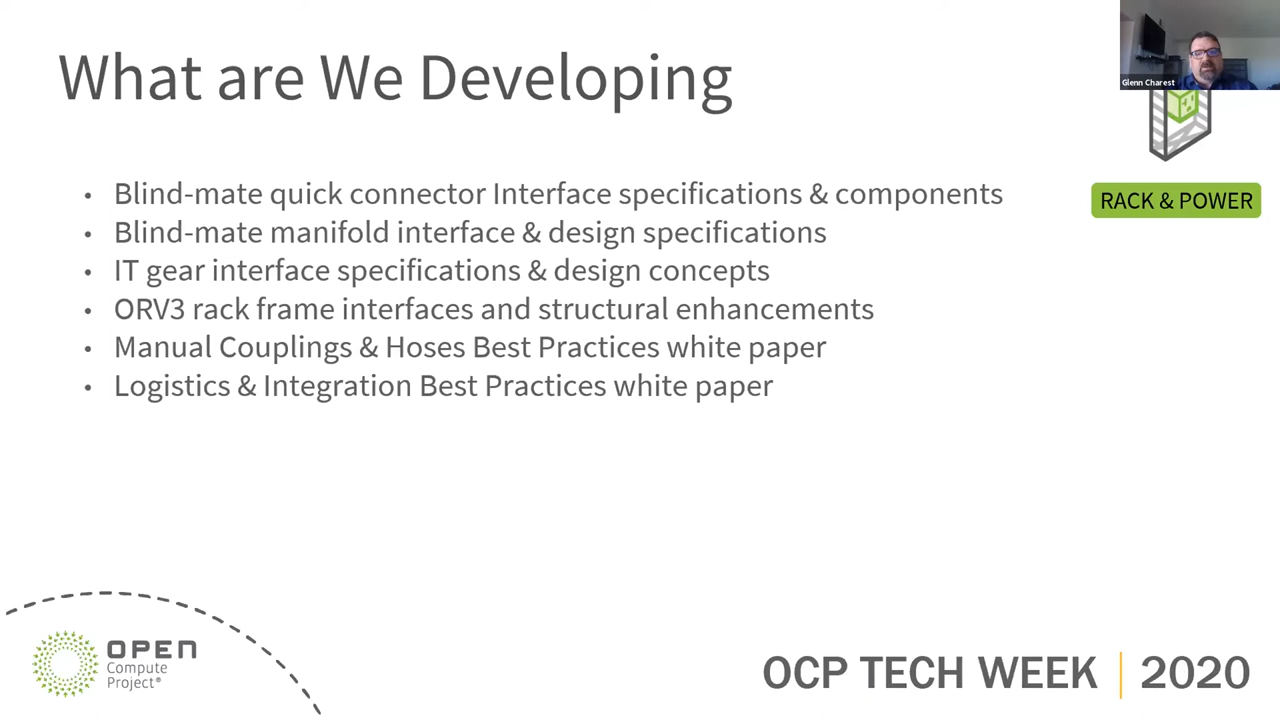 What are We Developing
Glenn Charest
RACK & POWER
• Blind-mate quick connector Interface specifications & components
• Blind-mate manifold interface & design specifications
• IT gear interface specifications & design concepts
• ORV3 rack frame interfaces and structural enhancements
• Manual Couplings & Hoses Best Practices white paper
• Logistics & Integration Best Practices white paper
OPEN
Compute
Project®
OCP TECH WEEK | 2020